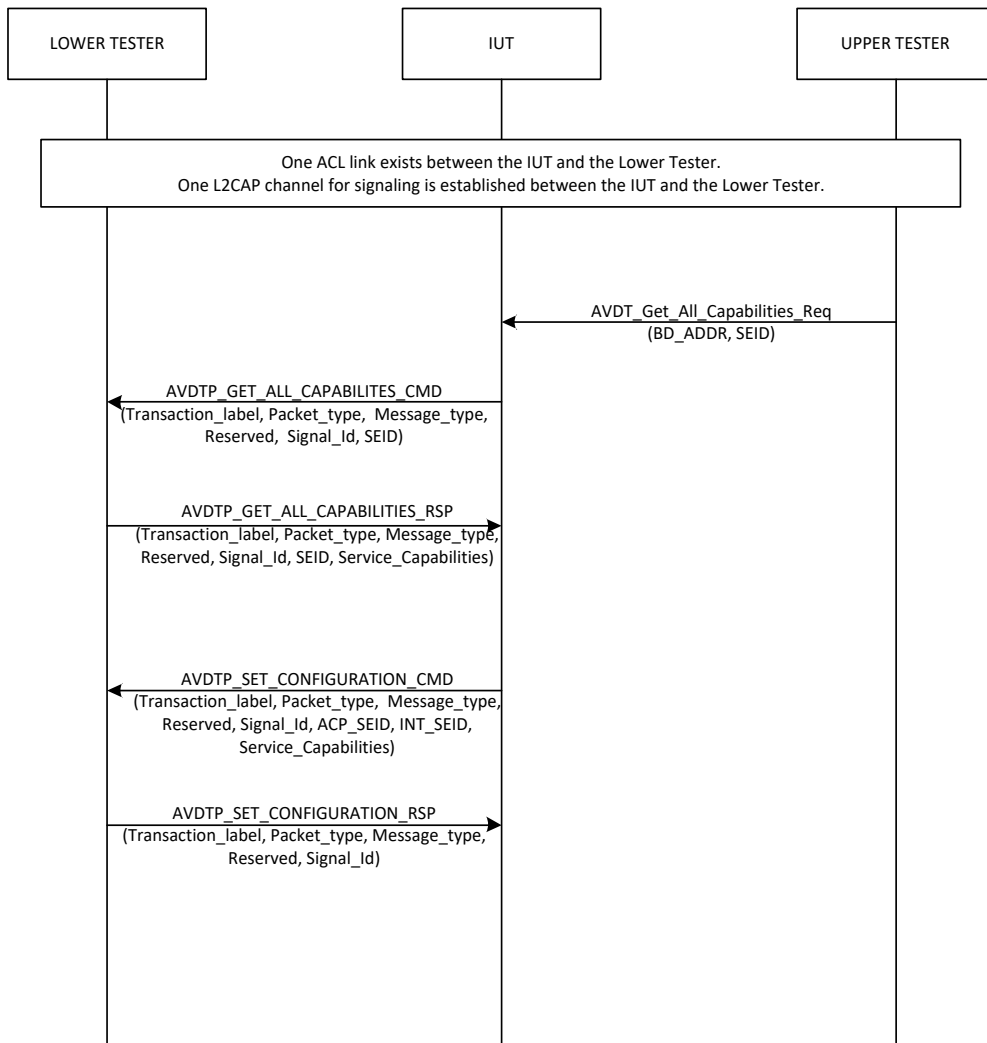 LOWER TESTER
IUT
UPPER TESTER
One ACL link exists between the IUT and the Lower Tester.
One L2CAP channel for signaling is established between the IUT and the Lower Tester.
AVDT_Get_All_Capabilities_Req
(BD_ADDR, SEID)
AVDTP_GET_ALL_CAPABILITES_CMD
(Transaction_label, Packet_type, Message_type,
Reserved, Signal_Id, SEID)
AVDTP_GET_ALL_CAPABILITIES_RSP
(Transaction_label, Packet_type, Message_type,
Reserved, Signal_Id, SEID, Service_Capabilities)
AVDTP_SET_CONFIGURATION_CMD
(Transaction_label, Packet_type, Message_type,
Reserved, Signal_Id, ACP_SEID, INT_SEID,
Service_Capabilities)
AVDTP_SET_CONFIGURATION_RSP
(Transaction_label, Packet_type, Message_type,
Reserved, Signal_Id)